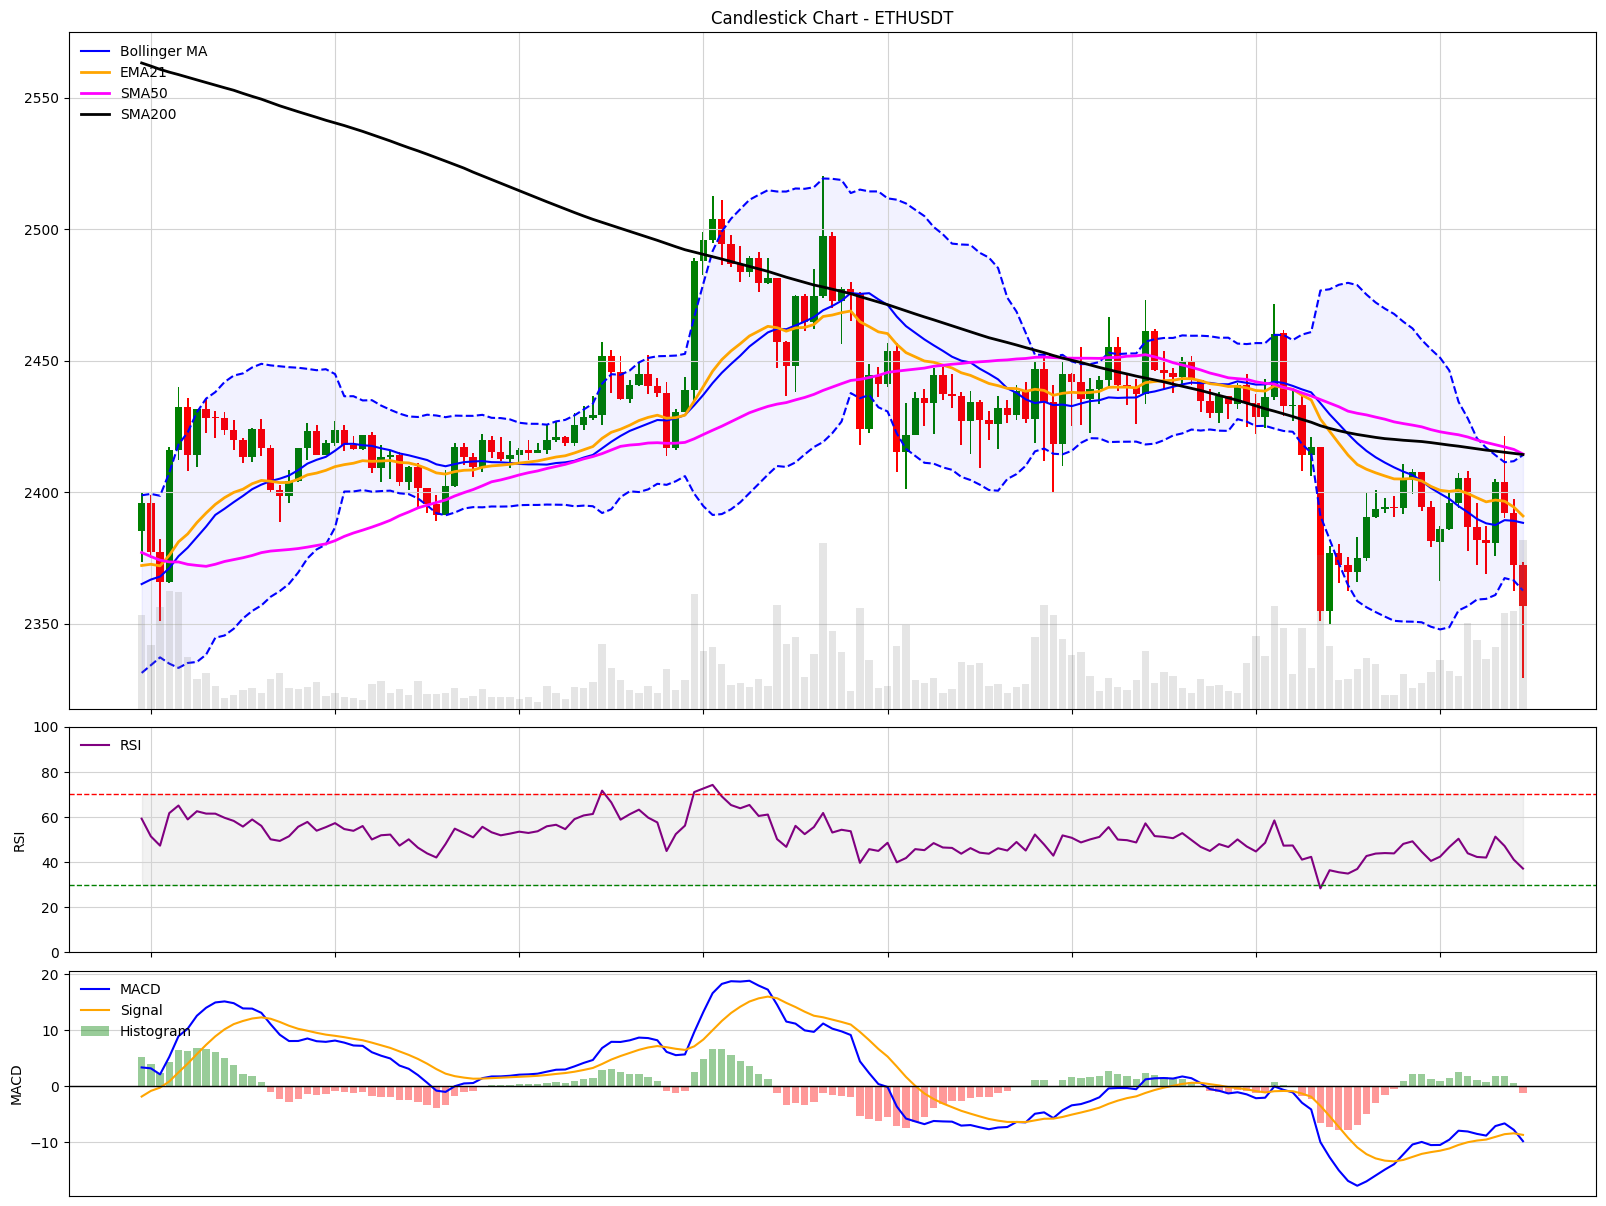 Candlestick Chart - ETHUSDT
Bollinger MA
EMA21
SMA50
SMA200
2550
2500
2450
2400
2350
RSI
100
80
60
40
20
0
RSI
MACD
Signal
Histogram
20
10
0
−10
MACD